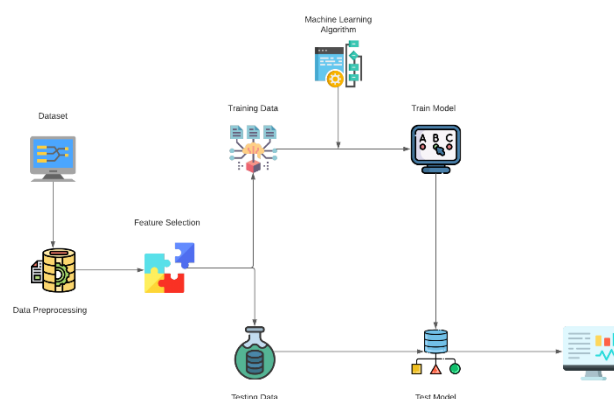 Machine Learning
Algorithm
Dataset
Training Data
Train Model
A B C
Feature Selection
Data Preprocessing
Testing Data
Test Model